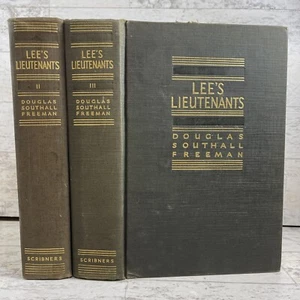 LEE'S
LIEUTENANTS
II
DOUGLAS
SOUTHALL
FREEMAN
SCRIBNERS
LEE'S
LIEUTENANTS
III
DOUGLAS
SOUTHALL
FREEMAN
SCRIBNERS
LEE'S
LIEUTENANTS
DOUGLAS
SOUTHALL
FREEMAN